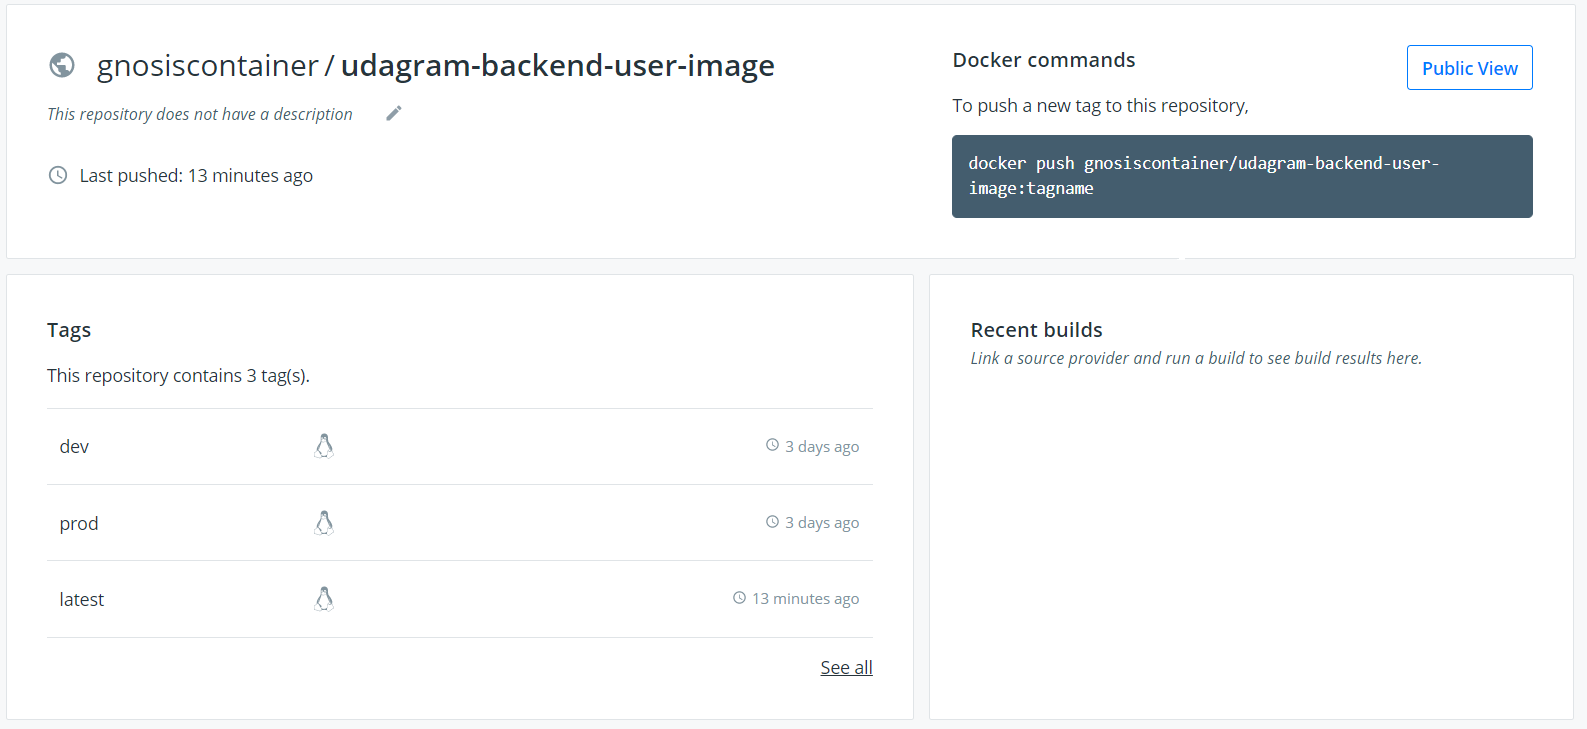 gnosiscontainer / udagram-backend-user-image
This repository does not have a description
Last pushed: 13 minutes ago
Docker commands
Public View
To push a new tag to this repository,
docker push gnosiscontainer/udagram-backend-user-
image:tagname
Tags
This repository contains 3 tag(s).
dev 3 days ago
prod 3 days ago
latest 13 minutes ago
See all
Recent builds
Link a source provider and run a build to see build results here.